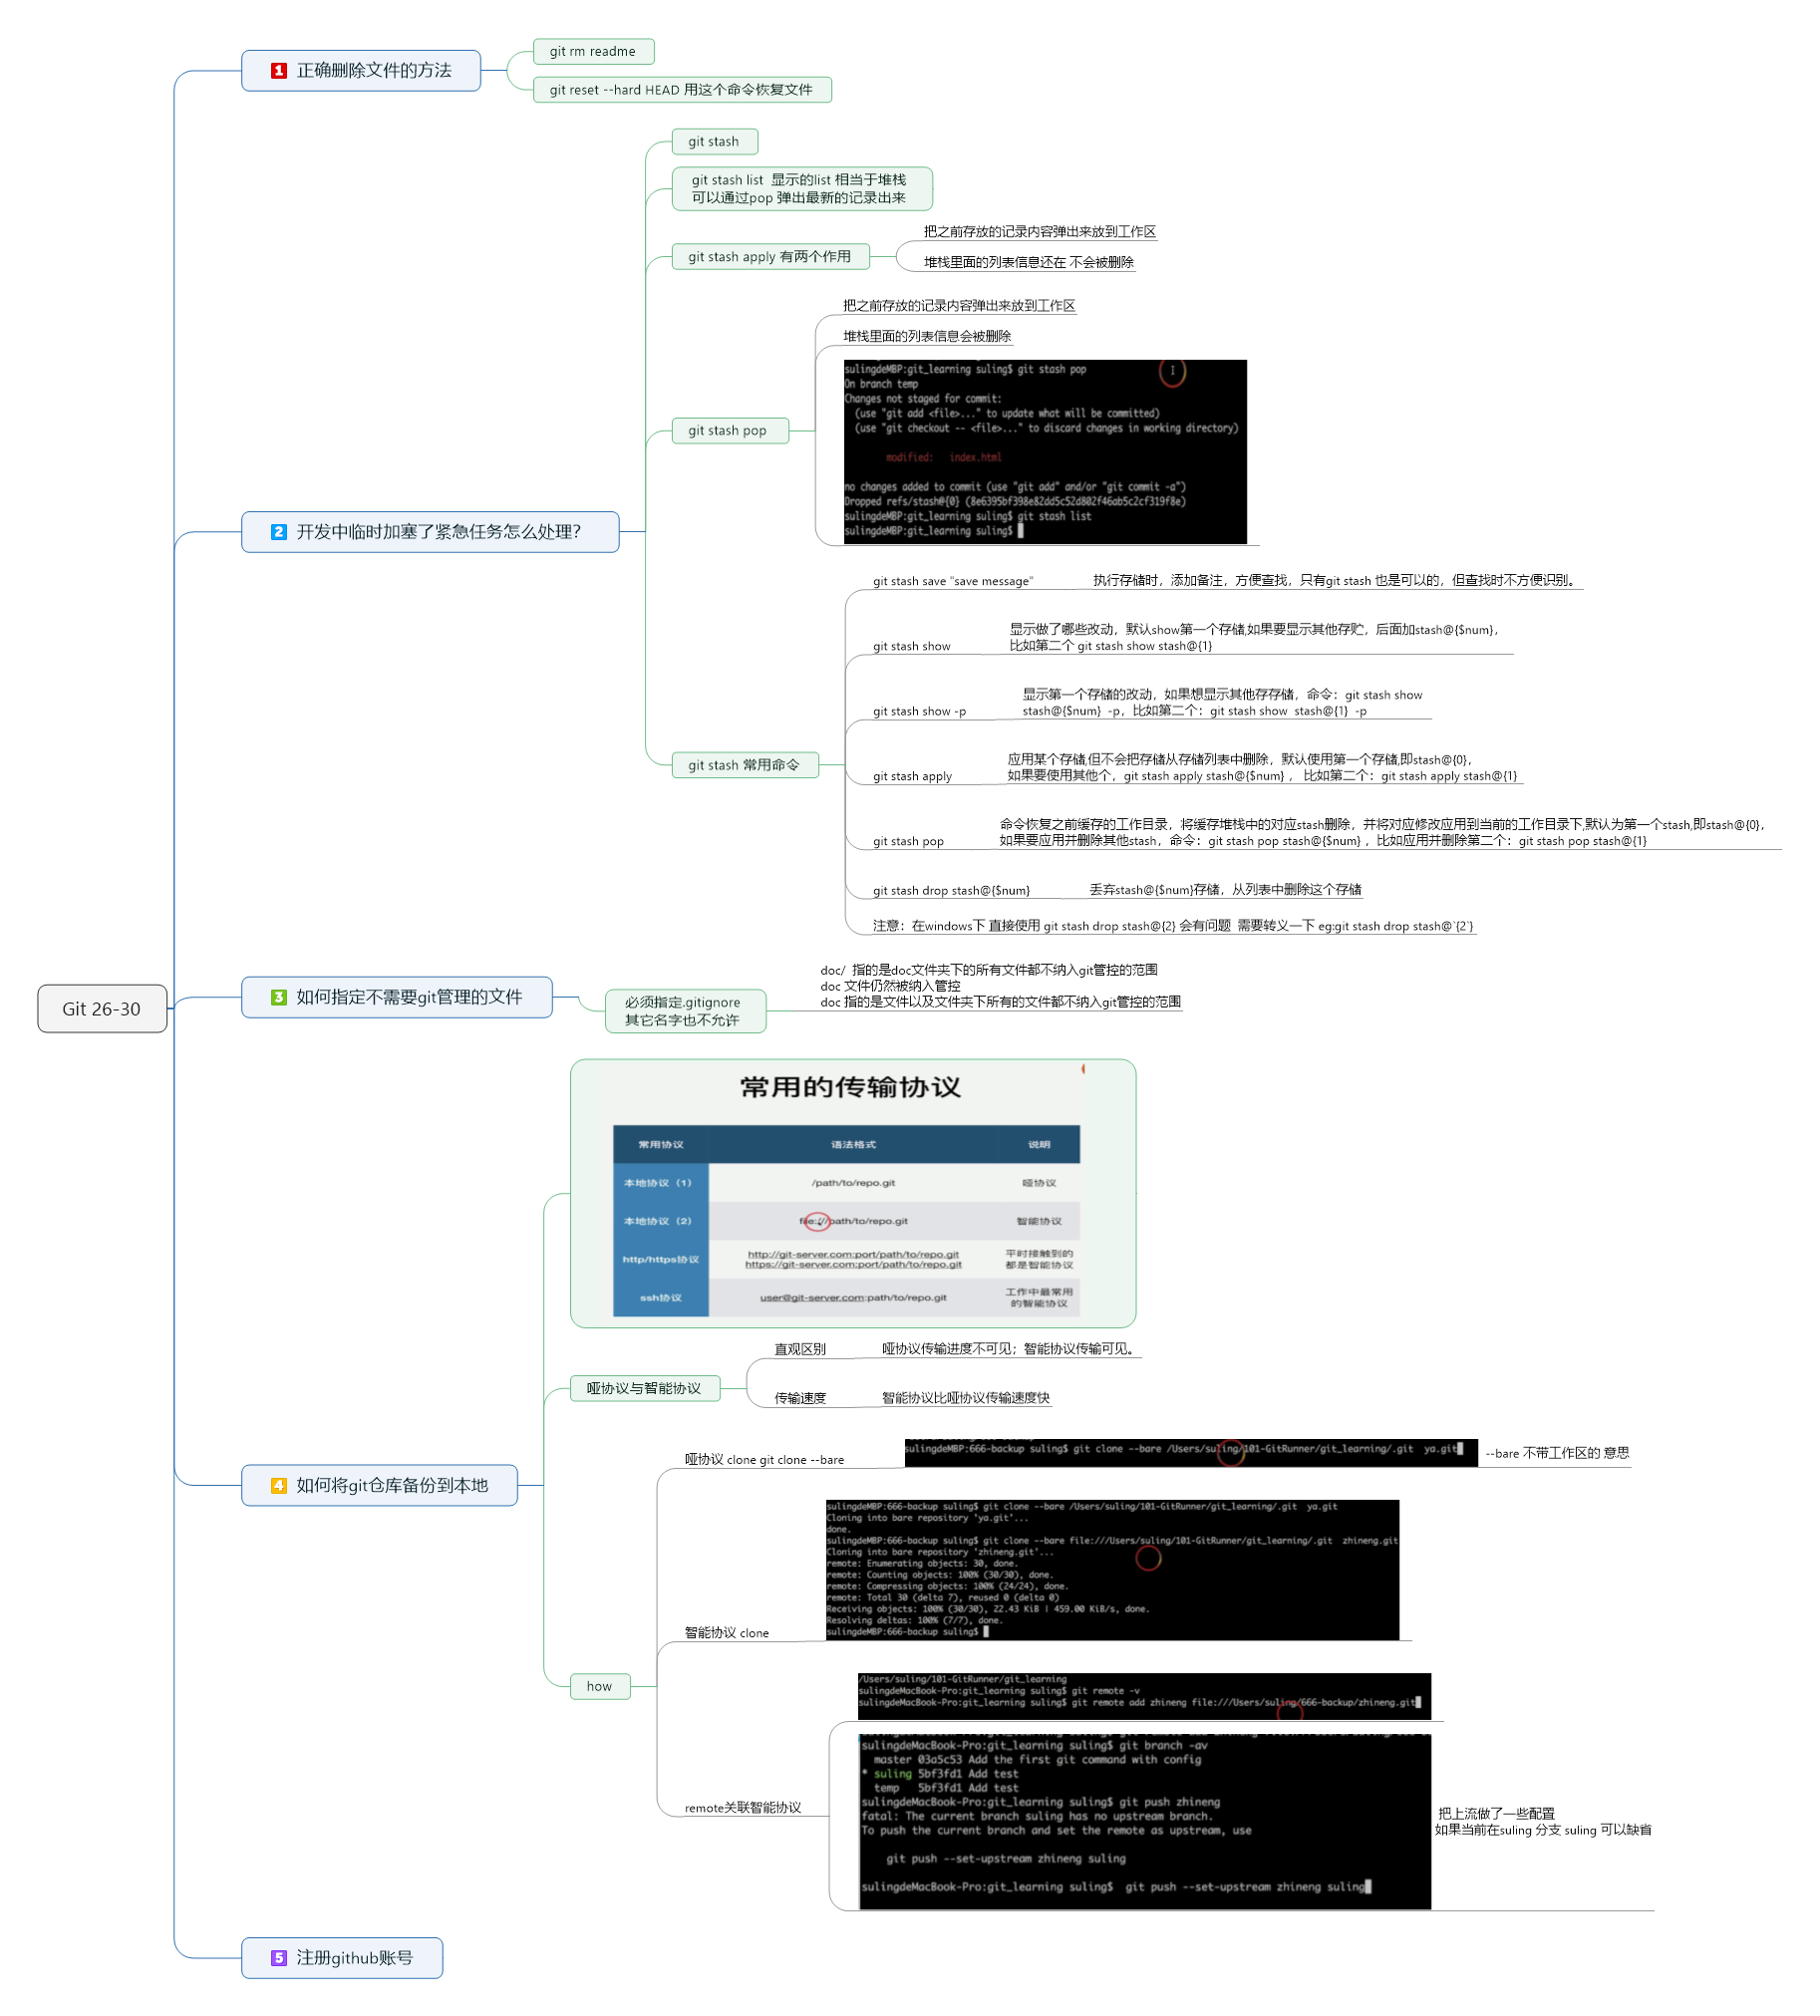 Git 26-30
1 正确删除文件的方法
git rm readme
git reset --hard HEAD 用这个命令恢复文件
2 开发中临时加塞了紧急任务怎么处理?
git stash
git stash list 显示的list 相当于堆栈
可以通过pop 弹出最新的记录出来
git stash apply 有两个作用
把之前存放的记录内容弹出来放到工作区
堆栈里面的列表信息还在 不会被删除
git stash pop
把之前存放的记录内容弹出来放到工作区
堆栈里面的列表信息会被删除
sulingdeMBP:git_learning suling$ git stash pop
On branch temp
Changes not staged for commit:
(use "git add <file>..." to update what will be committed)
(use "git checkout -- <file>..." to discard changes in working directory)
modified: index.html
no changes added to commit (use "git add" and/or "git commit -a")
Dropped refs/stash@{0} (8e6395bf398e82dd5c52d802f46ab5c2cf319f8e)
sulingdeMBP:git_learning suling$ git stash list
sulingdeMBP:git_learning suling$
git stash 常用命令
git stash save "save message"
执行存储时，添加备注，方便查找，只有git stash 也是可以的，但查找时不方便识别。
git stash show
显示做了哪些改动，默认show第一个存储,如果要显示其他存贮，后面加stash@{$num}，
比如第二个 git stash show stash@{1}
git stash show -p
显示第一个存储的改动，如果想显示其他存存储，命令：git stash show
stash@{$num} -p，比如第二个：git stash show stash@{1} -p
git stash apply
应用某个存储,但不会把存储从存储列表中删除，默认使用第一个存储,即stash@{0}，
如果要使用其他个，git stash apply stash@{$num} ， 比如第二个：git stash apply stash@{1}
git stash pop
命令恢复之前缓存的工作目录，将缓存堆栈中的对应stash删除，并将对应修改应用到当前的工作目录下,默认为第一个stash,即stash@{0}，
如果要应用并删除其他stash，命令：git stash pop stash@{$num} ，比如应用并删除第二个：git stash pop stash@{1}
git stash drop stash@{$num}
丢弃stash@{$num}存储，从列表中删除这个存储
注意：在windows下 直接使用 git stash drop stash@{2} 会有问题 需要转义一下 eg:git stash drop stash@`{2`}
3 如何指定不需要git管理的文件
必须指定.gitignore
其它名字也不允许
doc/ 指的是doc文件夹下的所有文件都不纳入git管控的范围
doc 文件仍然被纳入管控
doc 指的是文件以及文件夹下所有的文件都不纳入git管控的范围
4 如何将git仓库备份到本地
常用的传输协议
常用协议 语法格式 说明
本地协议（1） /path/to/repo.git 哑协议
本地协议（2） file:///path/to/repo.git 智能协议
http/https协议
http://git-server.com:port/path/to/repo.git
https://git-server.com:port/path/to/repo.git
平时接触到的
都是智能协议
ssh协议 user@git-server.com:path/to/repo.git
工作中最常用
的智能协议
哑协议与智能协议
直观区别 哑协议传输进度不可见；智能协议传输可见。
传输速度 智能协议比哑协议传输速度快
how
哑协议 clone git clone --bare
sulingdeMBP:666-backup suling$ git clone --bare /Users/suling/101-GitRunner/git_learning/.git ya.git
--bare 不带工作区的 意思
智能协议 clone
sulingdeMBP:666-backup suling$ git clone --bare /Users/suling/101-GitRunner/git_learning/.git ya.git
Cloning into bare repository 'ya.git'...
done.
sulingdeMBP:666-backup suling$ git clone --bare file:///Users/suling/101-GitRunner/git_learning/.git zhineng.git
Cloning into bare repository 'zhineng.git'...
remote: Enumerating objects: 30, done.
remote: Counting objects: 100% (30/30), done.
remote: Compressing objects: 100% (24/24), done.
remote: Total 30 (delta 7), reused 0 (delta 0)
Receiving objects: 100% (30/30), 22.43 KiB | 459.00 KiB/s, done.
Resolving deltas: 100% (7/7), done.
sulingdeMBP:666-backup suling$
remote关联智能协议
/Users/suling/101-GitRunner/git_learning
sulingdeMacBook-Pro:git_learning suling$ git remote -v
sulingdeMacBook-Pro:git_learning suling$ git remote add zhineng file:///Users/suling/666-backup/zhineng.git
sulingdeMacBook-Pro:git_learning suling$ git branch -av
master 03a5c53 Add the first git command with config
* suling 5bf3fd1 Add test
temp 5bf3fd1 Add test
sulingdeMacBook-Pro:git_learning suling$ git push zhineng
fatal: The current branch suling has no upstream branch.
To push the current branch and set the remote as upstream, use
git push --set-upstream zhineng suling
sulingdeMacBook-Pro:git_learning suling$ git push --set-upstream zhineng suling
把上流做了一些配置
如果当前在suling 分支 suling 可以缺省
5 注册github账号